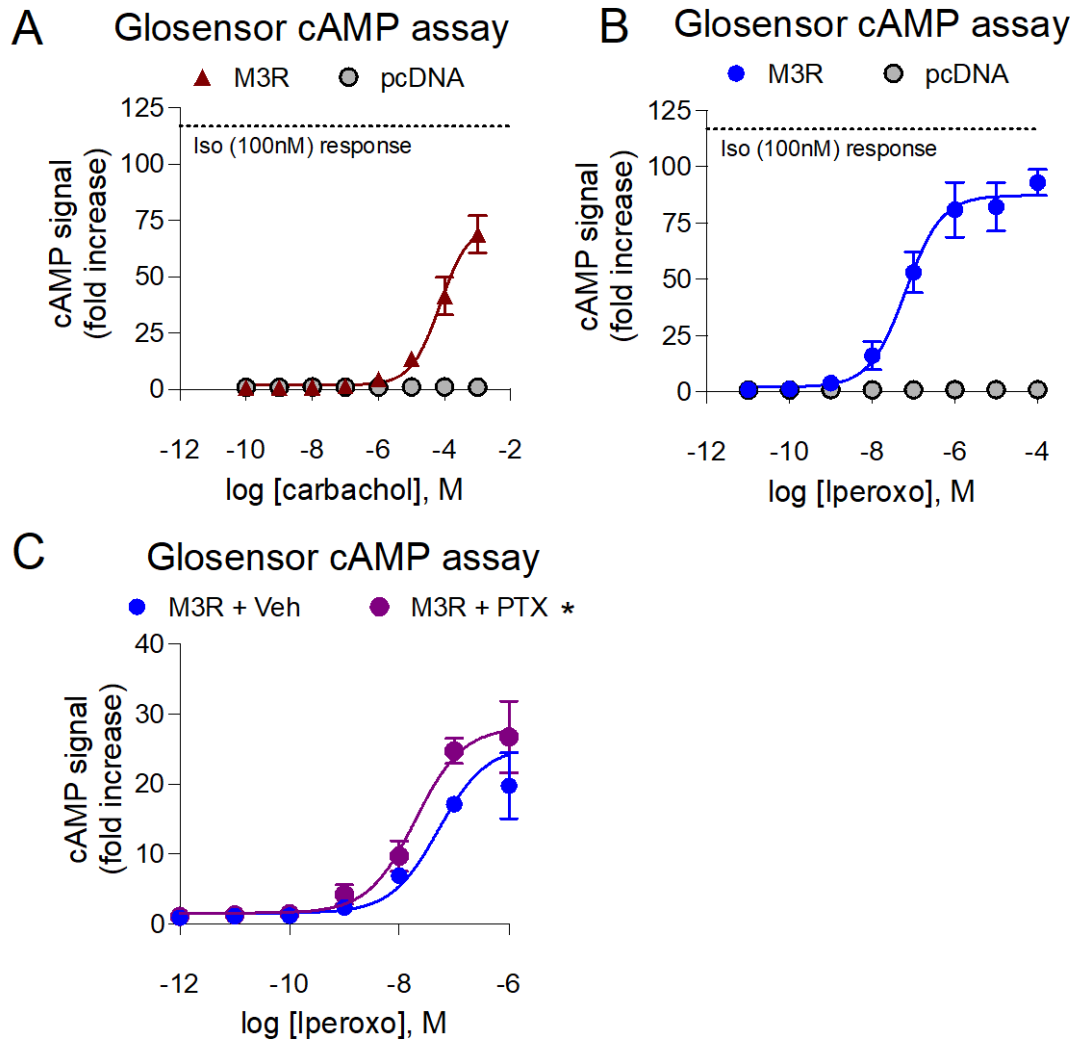 A
Glosensor cAMP assay
M3R pcDNA
125
100
75
50
25
0
Iso (100nM) response
cAMP signal
(fold increase)
-12 -10 -8 -6 -4 -2
log [carbachol], M
B
Glosensor cAMP assay
M3R pcDNA
125
100
75
50
25
0
Iso (100nM) response
cAMP signal
(fold increase)
-12 -10 -8 -6 -4
log [Iperoxo], M
C
Glosensor cAMP assay
M3R + Veh M3R + PTX *
40
30
20
10
0
cAMP signal
(fold increase)
-12 -10 -8 -6
log [Iperoxo], M